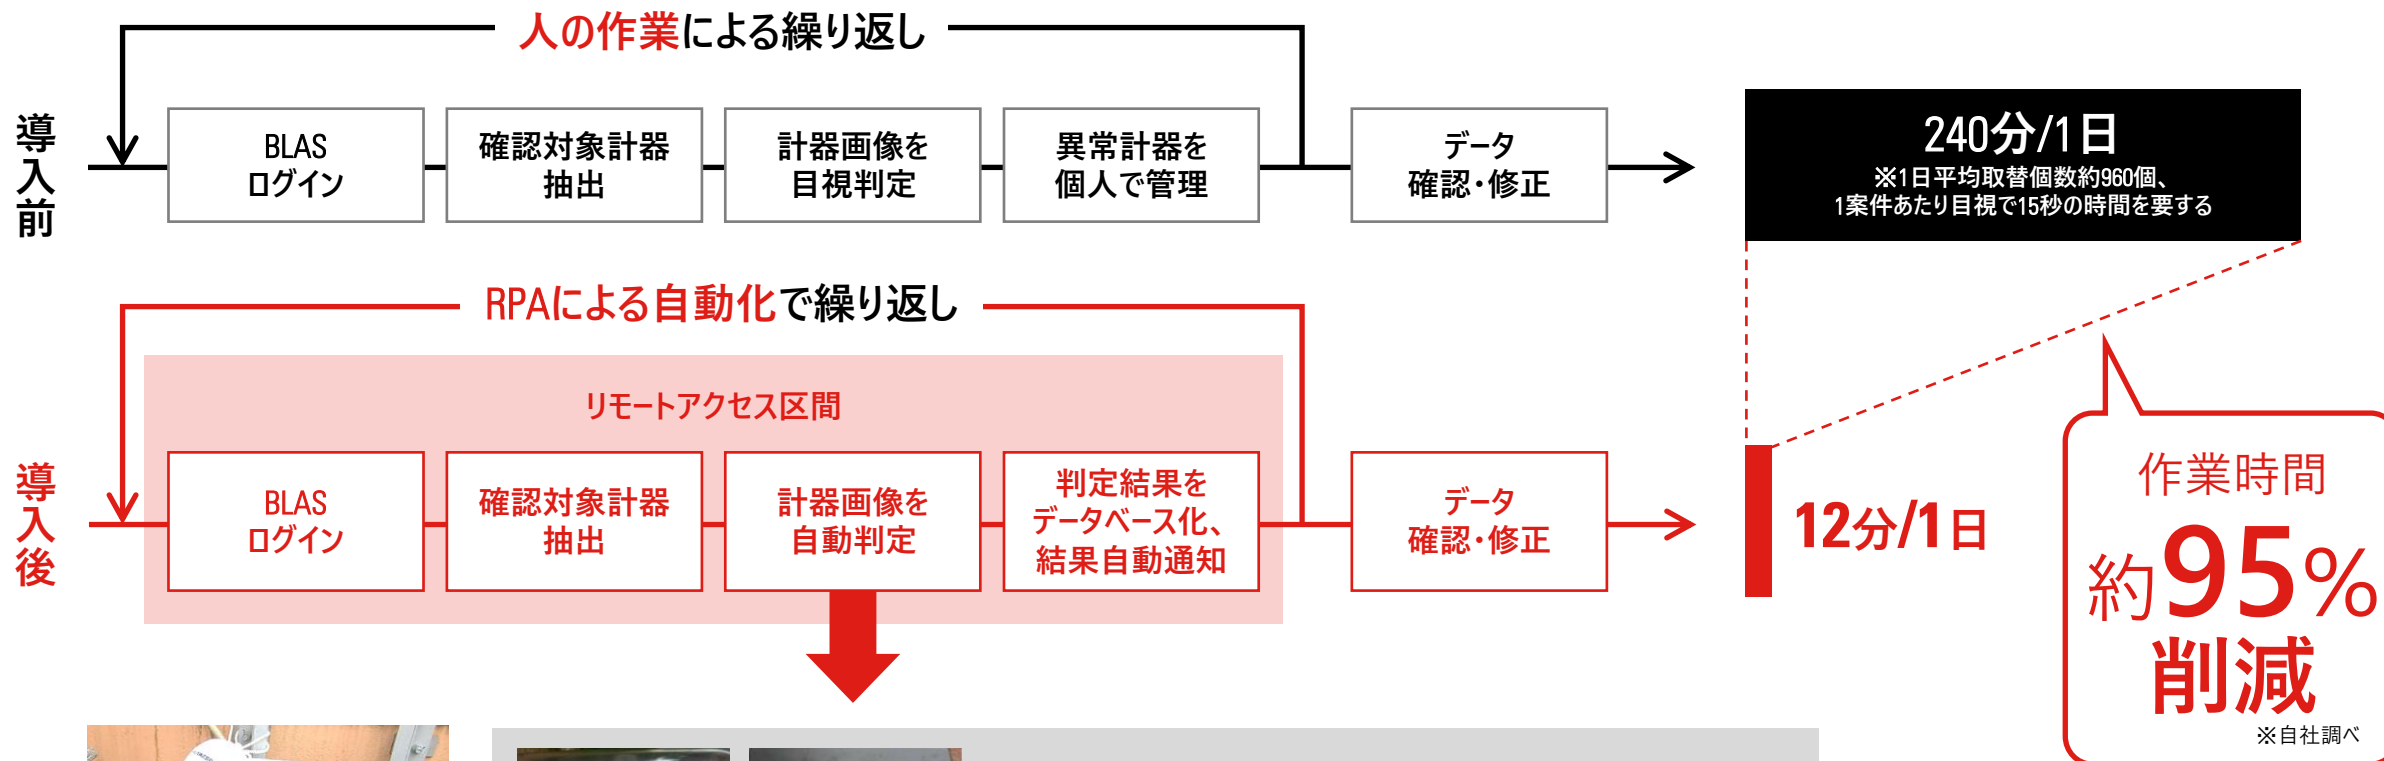 人の作業による繰り返し
導入前
BLAS
ログイン
確認対象計器
抽出
計器画像を
目視判定
異常計器を
個人で管理
データ
確認・修正
240分/1日
※1日平均取替個数約960個、
1案件あたり目視で15秒の時間を要する
RPAによる自動化で繰り返し
リモートアクセス区間
導入後
BLAS
ログイン
確認対象計器
抽出
計器画像を
自動判定
判定結果を
データベース化、
結果自動通知
データ
確認・修正
12分/1日
作業時間
約95%
削減
※自社調べ